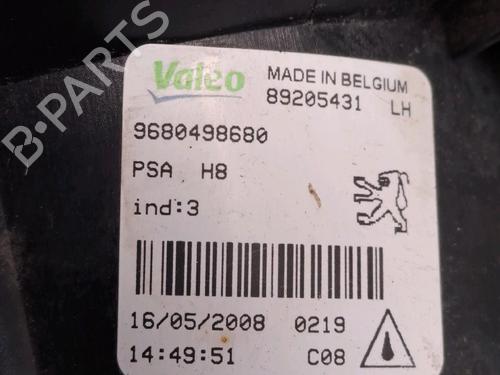 Valeo MADE IN BELGIUM
89205431 LH
9680498680
PSA H8
ind:3
16/05/2008 0219
14:49:51 C08
B-PARTS